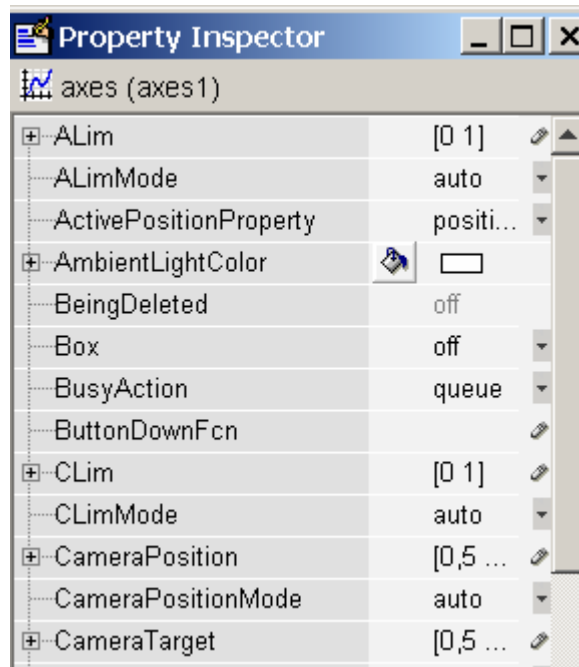 Property Inspector
axes (axes1)
ALim [0 1]
ALimMode auto
ActivePositionProperty positi...
AmbientLightColor
BeingDeleted off
Box off
BusyAction queue
ButtonDownFcn
CLim [0 1]
CLimMode auto
CameraPosition [0,5 ...
CameraPositionMode auto
CameraTarget [0,5 ...